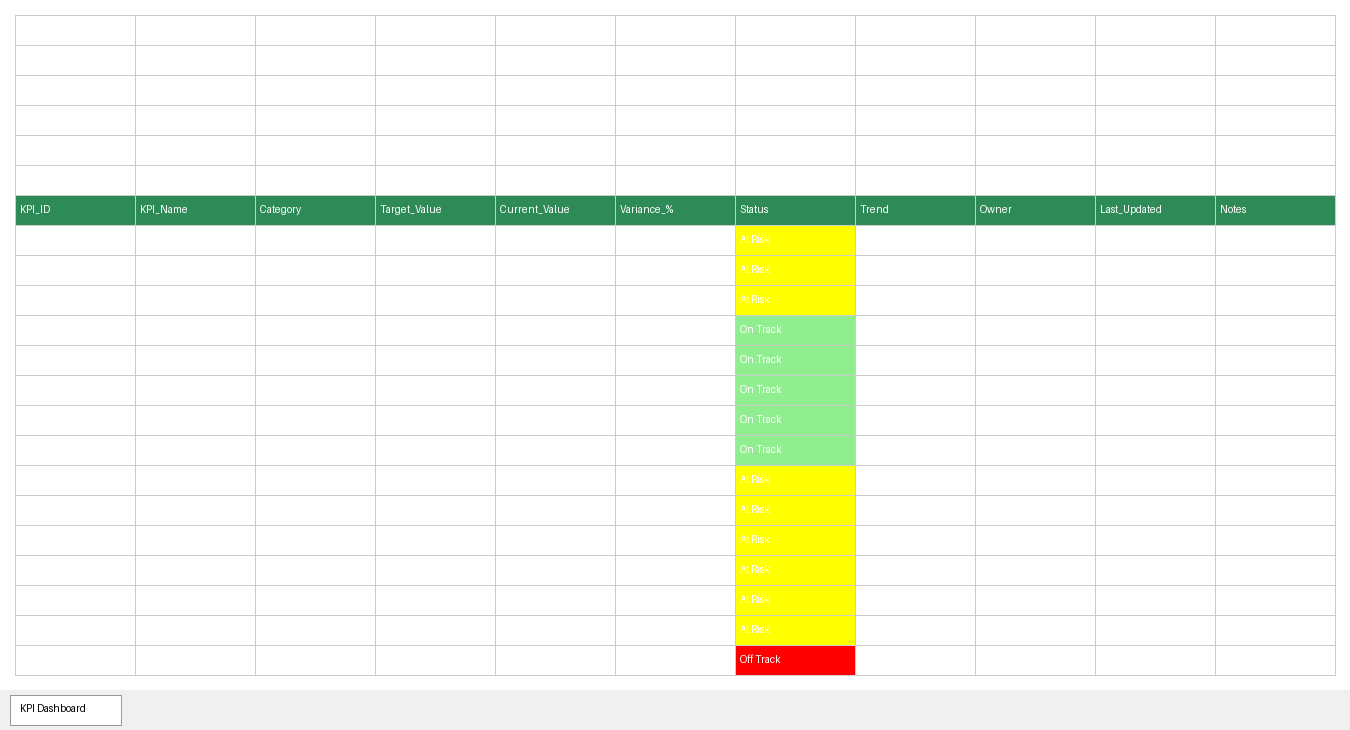 KPI_ID KPI_Name Category Target_Value Current_Value Variance_% Status Trend Owner Last_Updated Notes
At Risk
At Risk
At Risk
On Track
On Track
On Track
On Track
On Track
At Risk
At Risk
At Risk
At Risk
At Risk
At Risk
Off Track
KPI Dashboard